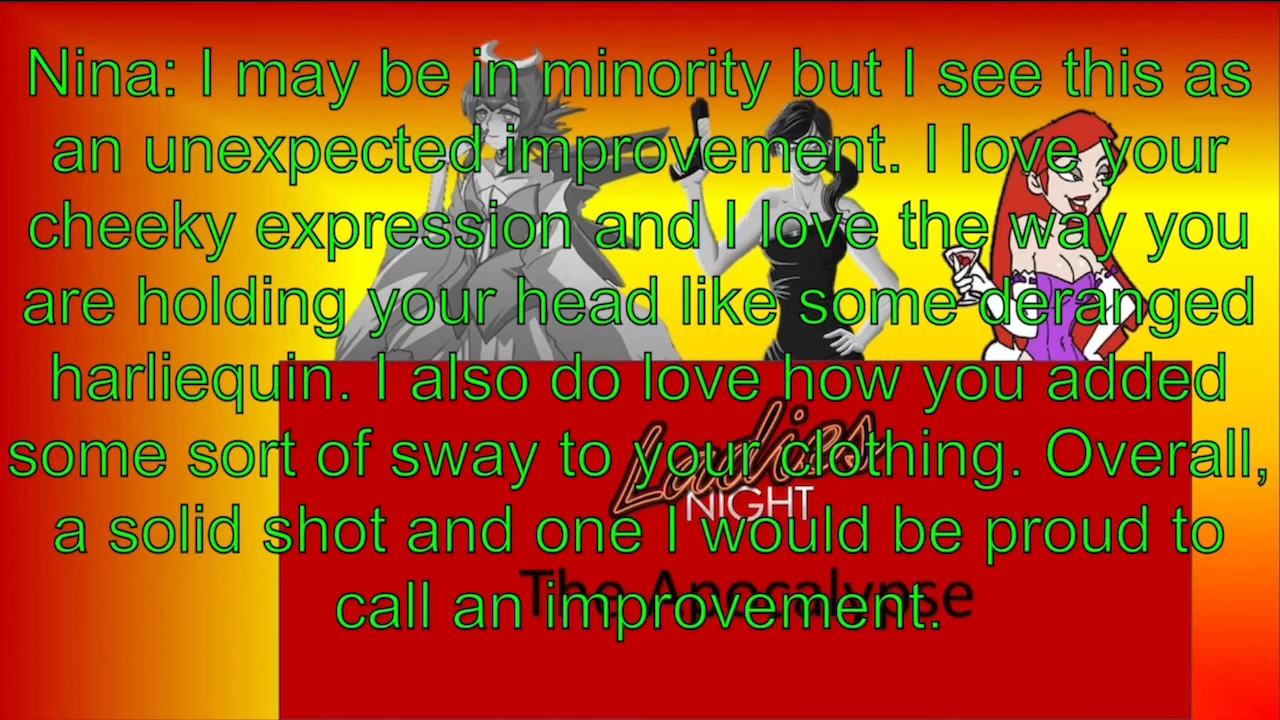 Nina: I may be in minority but I see this as
an unexpected improvement. I love your
cheeky expression and I love the way you
are holding your head like some deranged
harliequin. I also do love how you added
some sort of sway to your clothing. Overall,
a solid shot and one I would be proud to
call an improvement.
Ladies
NIGHT
The Apocalypse